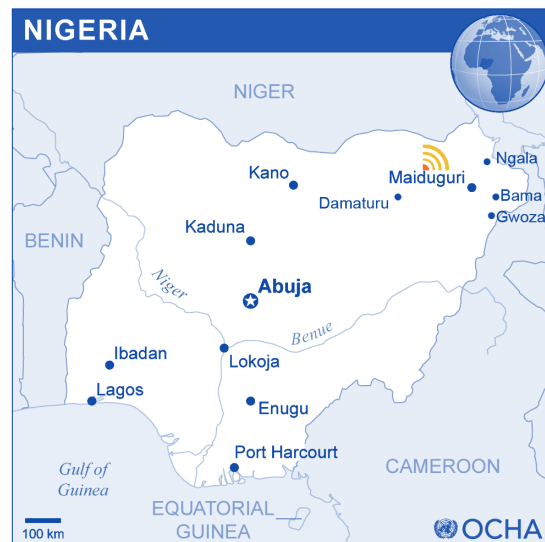 NIGERIA
NIGER
Ngala
Kano
Maiduguri
Damaturu
Bama
Gwoza
Kaduna
BENIN
Niger
Abuja
Benue
Ibadan
Lokoja
Lagos
Enugu
Port Harcourt
Gulf of
Guinea
CAMEROON
EQUATORIAL
GUINEA
100 km
OCHA